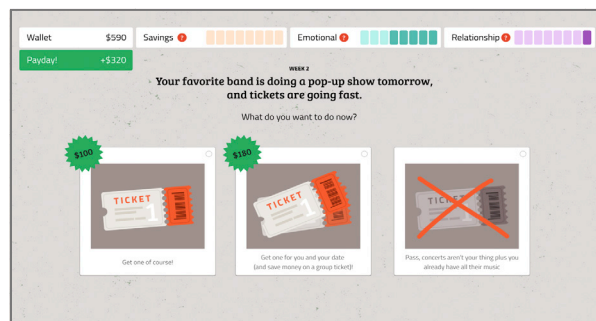 Wallet $590
Savings ?
Emotional ?
Relationship ?
Payday! +$320
WEEK 2
Your favorite band is doing a pop-up show tomorrow,
and tickets are going fast.
What do you want to do now?
$100
TICKET
1
Get one of course!
$180
TICKET
1
Get one for you and your date
(and save money on a group ticket)!
TICKET
1
Pass, concerts aren't your thing plus you
already have all their music